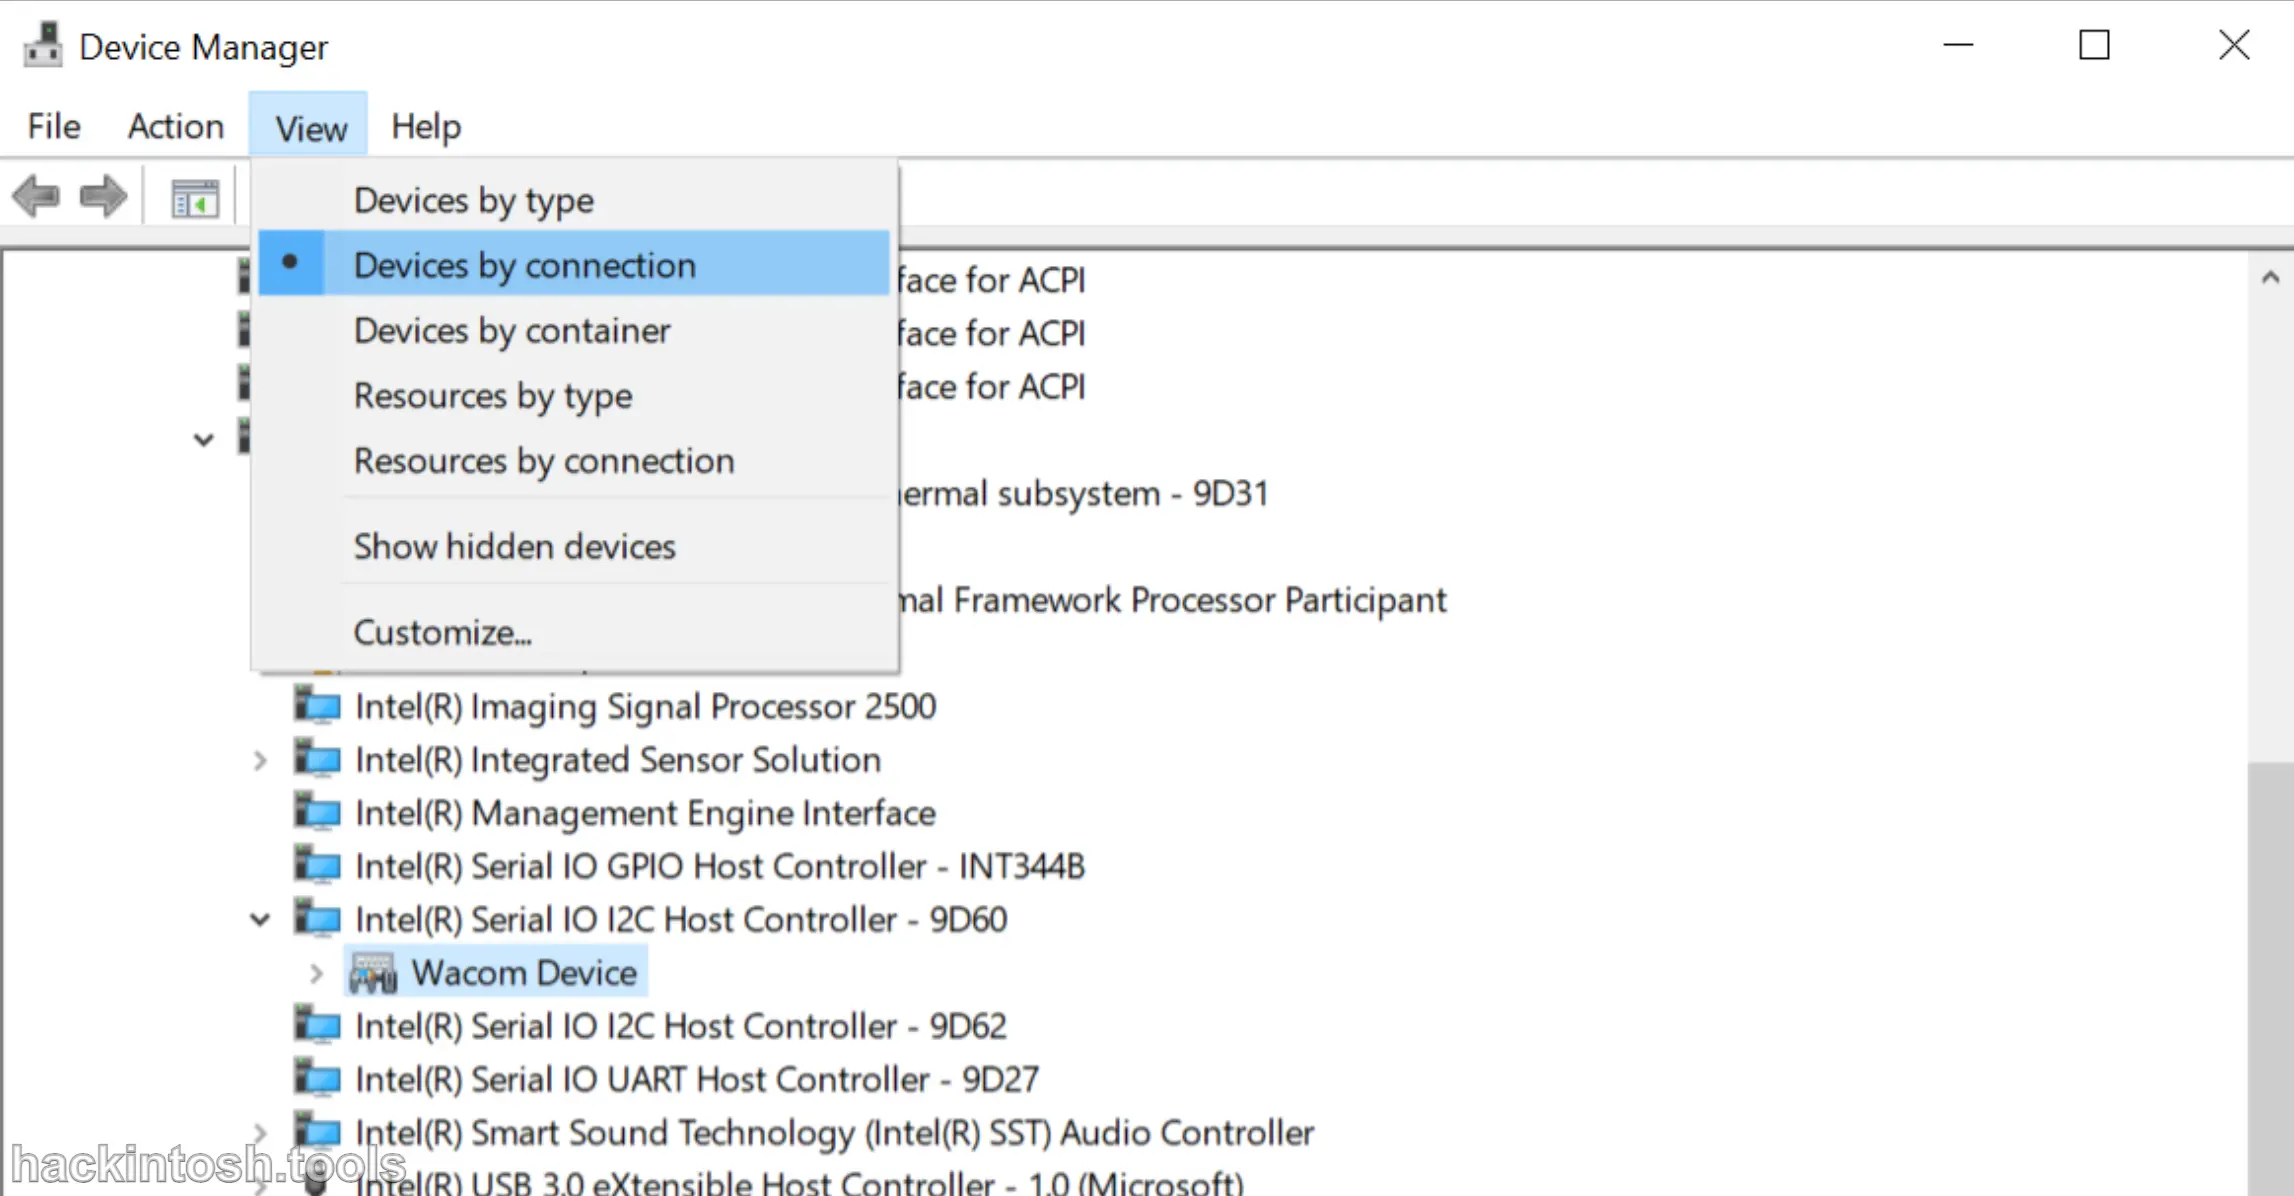 Device Manager
File Action View Help
Devices by type
Devices by connection
Devices by container
Resources by type
Resources by connection
Show hidden devices
Customize...
face for ACPI
face for ACPI
face for ACPI
ermal subsystem - 9D31
mal Framework Processor Participant
Intel(R) Imaging Signal Processor 2500
Intel(R) Integrated Sensor Solution
Intel(R) Management Engine Interface
Intel(R) Serial IO GPIO Host Controller - INT344B
Intel(R) Serial IO I2C Host Controller - 9D60
Wacom Device
Intel(R) Serial IO I2C Host Controller - 9D62
Intel(R) Serial IO UART Host Controller - 9D27
Intel(R) Smart Sound Technology (Intel(R) SST) Audio Controller
Intel(R) USB 3.0 eXtensible Host Controller - 1.0 (Microsoft)
hackintosh.tools